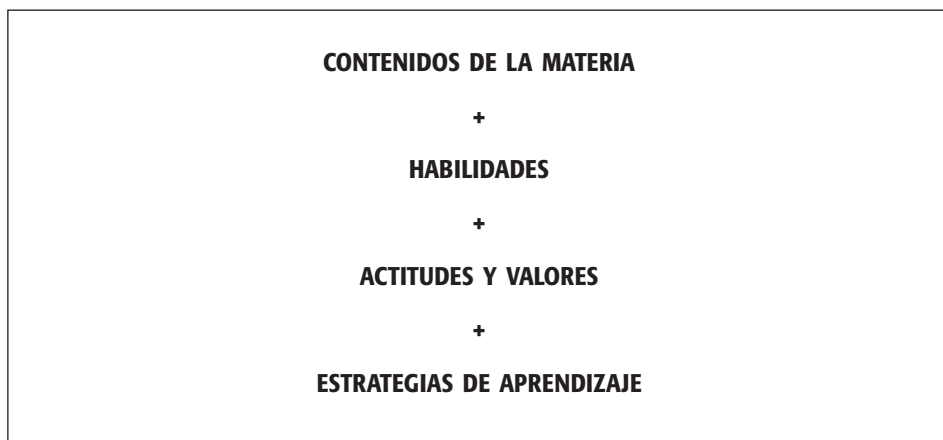 CONTENIDOS DE LA MATERIA
+
HABILIDADES
+
ACTITUDES Y VALORES
+
ESTRATEGIAS DE APRENDIZAJE